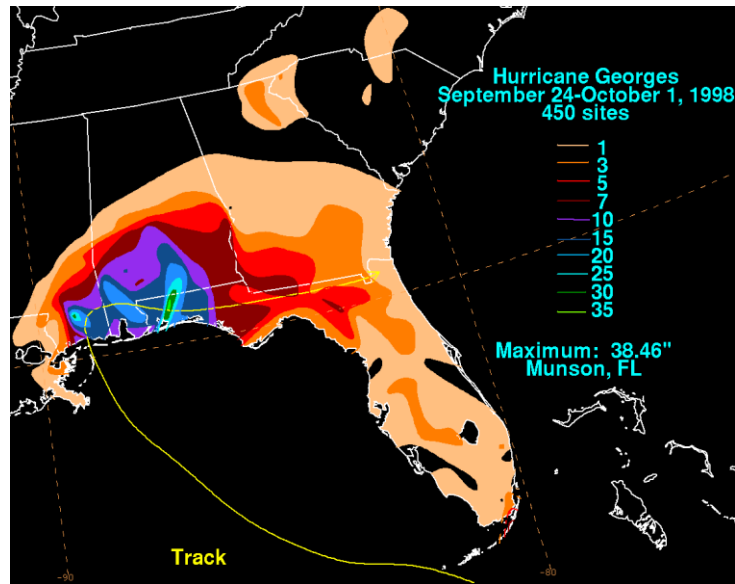 Hurricane Georges
September 24-October 1, 1998
450 sites
1
3
5
7
10
15
20
25
30
35
Maximum: 38.46"
Munson, FL
Track
-90
-80